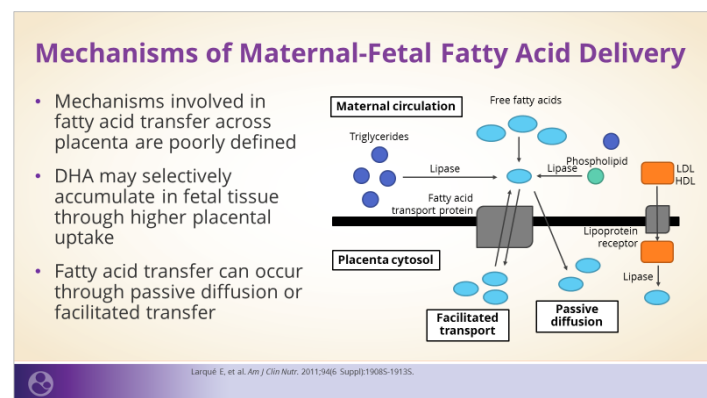 Mechanisms of Maternal-Fetal Fatty Acid Delivery
• Mechanisms involved in
fatty acid transfer across
placenta are poorly defined
• DHA may selectively
accumulate in fetal tissue
through higher placental
uptake
• Fatty acid transfer can occur
through passive diffusion or
facilitated transfer
Maternal circulation
Free fatty acids
Triglycerides
Lipase
Lipase
Phospholipid
LDL
HDL
Fatty acid
transport protein
Lipoprotein
receptor
Placenta cytosol
Lipase
Facilitated
transport
Passive
diffusion
Larqué E, et al. Am J Clin Nutr. 2011;94(6 Suppl):1908S-1913S.